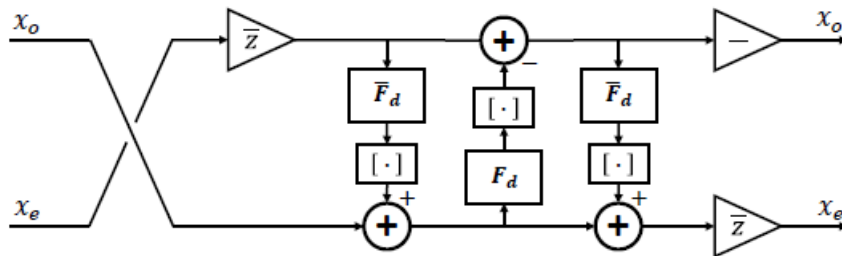 x_o z̅ + − − x_o
F̅_d [·] F̅_d
[·] F_d [·]
x_e + + + + z̅ x_e